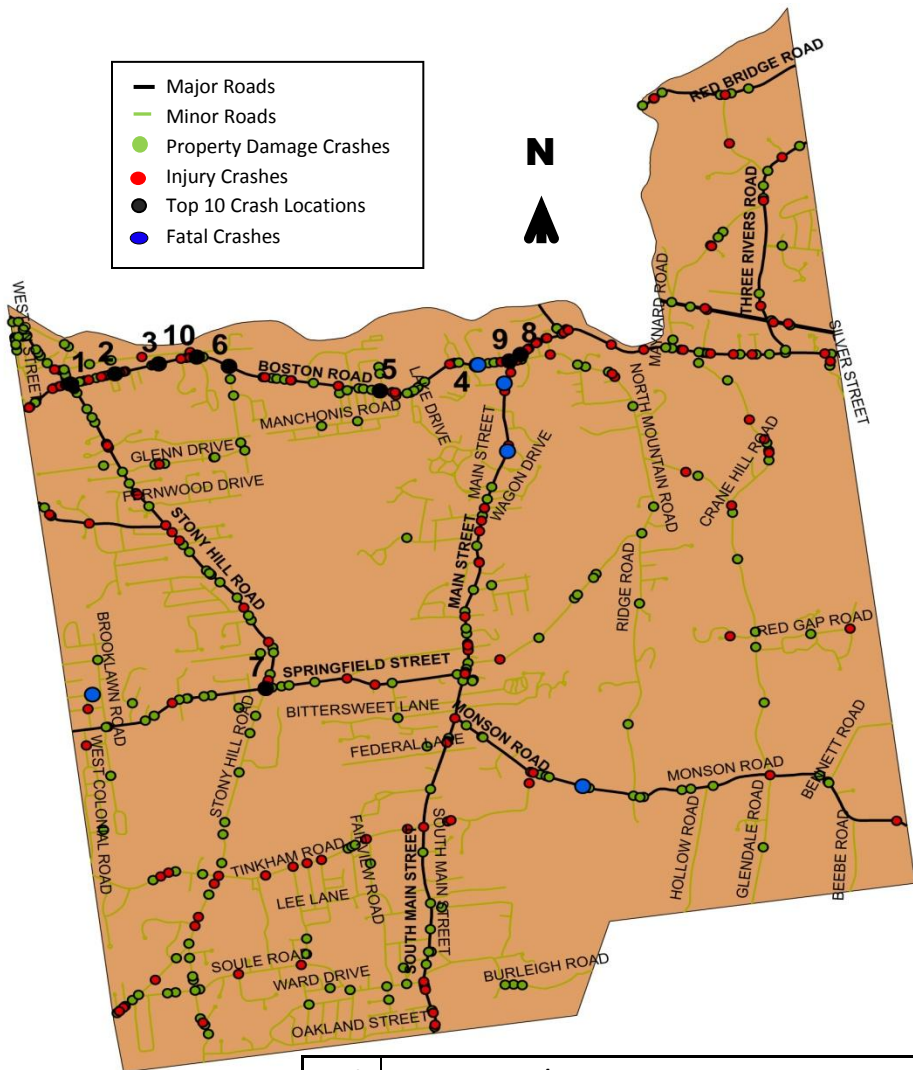 RED BRIDGE ROAD
Major Roads
Minor Roads
Property Damage Crashes
Injury Crashes
Top 10 Crash Locations
Fatal Crashes
N
THREE RIVERS ROAD
MAYNARD ROAD
SILVER STREET
WEST STREET
1
2
3
10
6
5
4
9
8
BOSTON ROAD
LAKE DRIVE
MANCHONIS ROAD
GLENN DRIVE
FERNWOOD DRIVE
STONY HILL ROAD
MAIN STREET
WAGON DRIVE
NORTH MOUNTAIN ROAD
CRANE HILL ROAD
MAIN STREET
RIDGE ROAD
RED GAP ROAD
BROOKLAWN ROAD
7
SPRINGFIELD STREET
BITTERSWEET LANE
FEDERAL LANE
MONSON ROAD
MONSON ROAD
BENNETT ROAD
WEST COLONIAL ROAD
STONY HILL ROAD
HOLLOW ROAD
GLENDALE ROAD
BEEBE ROAD
TINKHAM ROAD
FAIRVIEW ROAD
SOUTH MAIN STREET
SOUTH MAIN STREET
LEE LANE
SOULE ROAD
WARD DRIVE
BURLEIGH ROAD
OAKLAND STREET